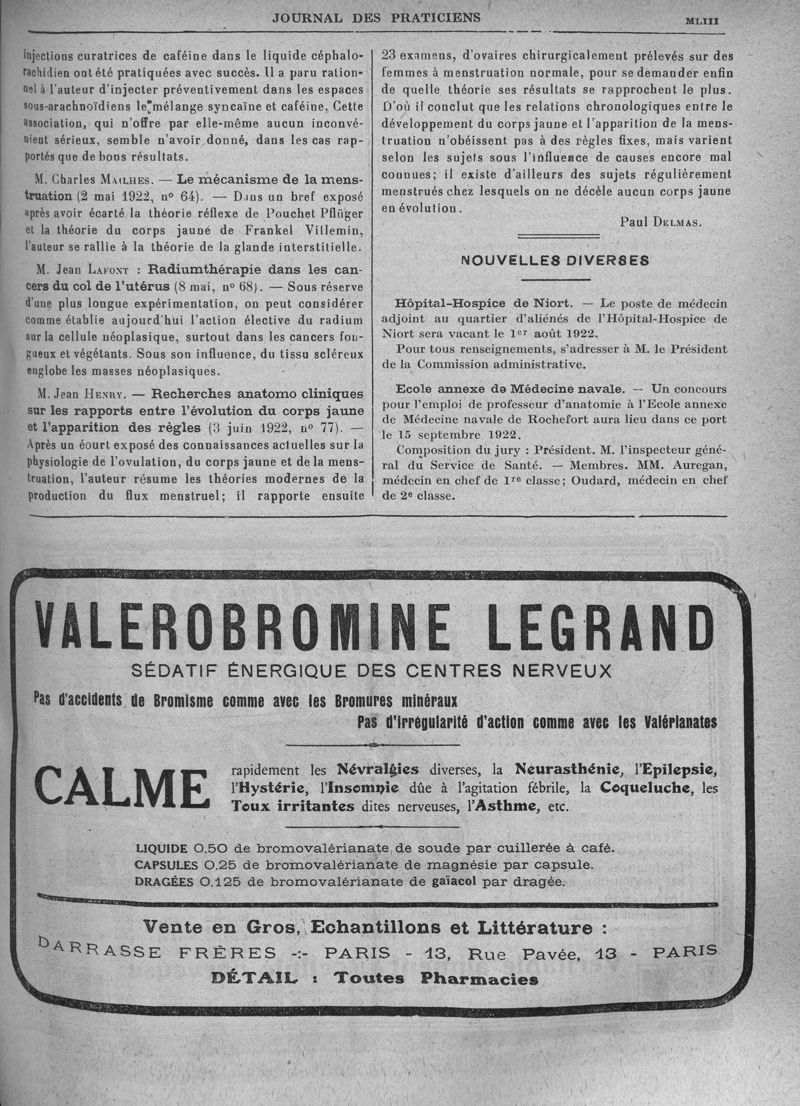 JOURNAL DES PRATICIENS
MLIII
injections curatrices de caféine dans le liquide céphalo-
rachidien ont été pratiquées avec succès. Il a paru ration-
nel à l'auteur d'injecter préventivement dans les espaces
sous-arachnoïdiens le mélange syncaïne et caféine. Cette
association, qui n'offre par elle-même aucun inconvé-
nient sérieux, semble n'avoir donné, dans les cas rap-
portés que de bons résultats.
M. Charles MAILHES. — Le mécanisme de la mens-
truation (2 mai 1922, nº 64). — Dans un bref exposé
après avoir écarté la théorie réflexe de Pouchet Pflüger
et la théorie du corps jaune de Frankel Villemin,
l'auteur se rallie à la théorie de la glande interstitielle.
M. Jean LAFONT : Radiumthérapie dans les can-
cers du col de l'utérus (8 mai, nº 68). — Sous réserve
d'une plus longue expérimentation, on peut considérer
comme établie aujourd'hui l'action élective du radium
sur la cellule néoplasique, surtout dans les cancers fon-
gueux et végétants. Sous son influence, du tissu scléreux
englobe les masses néoplasiques.
M. Jean HENRY. — Recherches anatomo cliniques
sur les rapports entre l'évolution du corps jaune
et l'apparition des règles (3 juin 1922, nº 77). —
Après un court exposé des connaissances actuelles sur la
physiologie de l'ovulation, du corps jaune et de la mens-
truation, l'auteur résume les théories modernes de la
production du flux menstruel; il rapporte ensuite
23 examens, d'ovaires chirurgicalement prélevés sur des
femmes à menstruation normale, pour se demander enfin
de quelle théorie ses résultats se rapprochent le plus.
D'où il conclut que les relations chronologiques entre le
développement du corps jaune et l'apparition de la mens-
truation n'obéissent pas à des règles fixes, mais varient
selon les sujets sous l'influence de causes encore mal
connues; il existe d'ailleurs des sujets régulièrement
menstrués chez lesquels on ne décèle aucun corps jaune
en évolution.
Paul DELMAS.
NOUVELLES DIVERSES
Hôpital-Hospice de Niort. — Le poste de médecin
adjoint au quartier d'aliénés de l'Hôpital-Hospice de
Niort sera vacant le 1er août 1922.
Pour tous renseignements, s'adresser à M. le Président
de la Commission administrative.
Ecole annexe de Médecine navale. — Un concours
pour l'emploi de professeur d'anatomie à l'Ecole annexe
de Médecine navale de Rochefort aura lieu dans ce port
le 15 septembre 1922.
Composition du jury : Président. M. l'inspecteur géné-
ral du Service de Santé. — Membres. MM. Auregan,
médecin en chef de 1re classe; Oudard, médecin en chef
de 2e classe.
VALEROBROMINE LEGRAND
SÉDATIF ÉNERGIQUE DES CENTRES NERVEUX
Pas d'accidents de Bromisme comme avec les Bromures minéraux
Pas d'irrégularité d'action comme avec les Valérianates
CALME
rapidement les Névralgies diverses, la Neurasthénie, l'Epilepsie,
l'Hystérie, l'Insomnie dûe à l'agitation fébrile, la Coqueluche, les
Toux irritantes dites nerveuses, l'Asthme, etc.
LIQUIDE 0.50 de bromovalérianate de soude par cuillerée à café.
CAPSULES 0.25 de bromovalérianate de magnésie par capsule.
DRAGÉES 0.125 de bromovalérianate de gaïacol par dragée.
Vente en Gros, Echantillons et Littérature :
DARRASSE FRÈRES -:- PARIS - 13, Rue Pavée, 13 - PARIS
DÉTAIL : Toutes Pharmacies